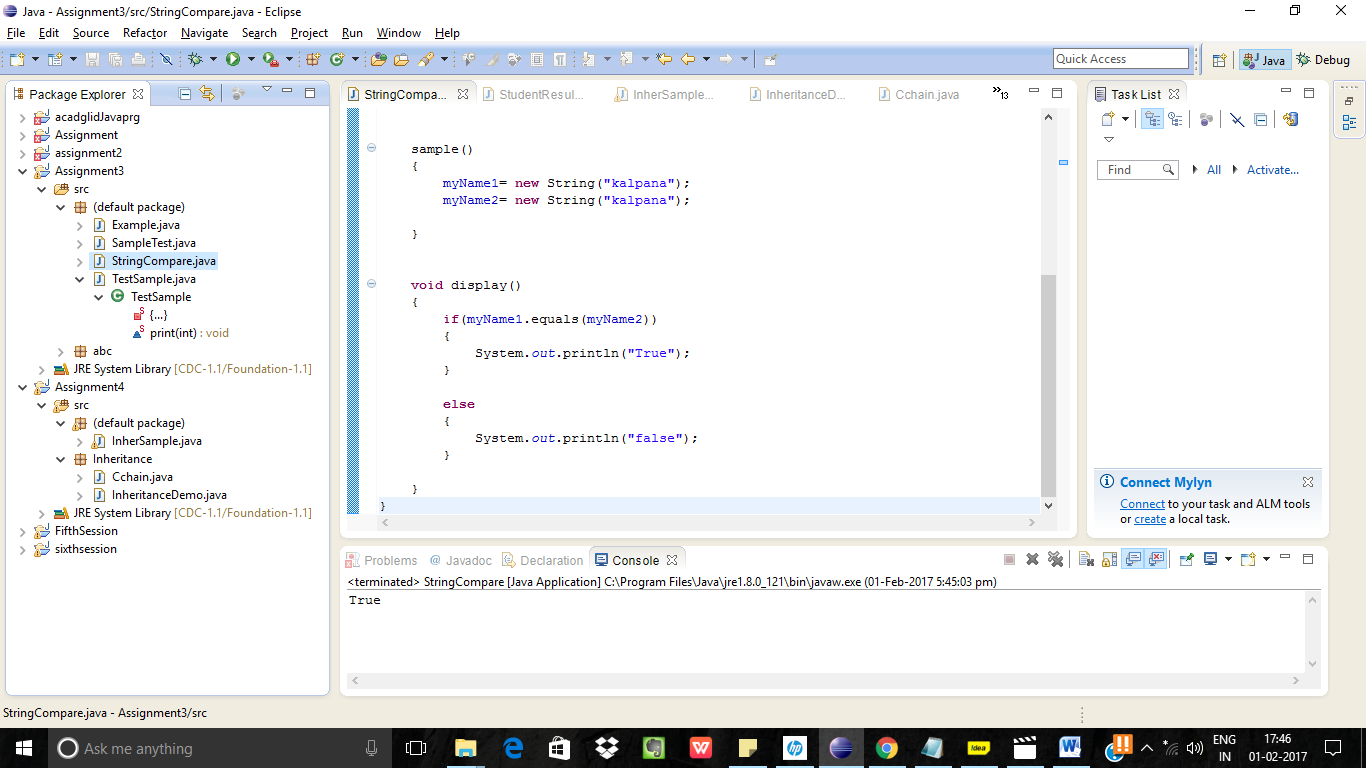 Java - Assignment3/src/StringCompare.java - Eclipse
File Edit Source Refactor Navigate Search Project Run Window Help
Quick Access
Java
Debug
Package Explorer
acadglidJavaprg
Assignment
assignment2
Assignment3
src
(default package)
Example.java
SampleTest.java
StringCompare.java
TestSample.java
TestSample
{...}
print(int) : void
abc
JRE System Library [CDC-1.1/Foundation-1.1]
Assignment4
src
(default package)
InherSample.java
Inheritance
Cchain.java
InheritanceDemo.java
JRE System Library [CDC-1.1/Foundation-1.1]
FifthSession
sixthsession
StringCompa... StudentResul... InherSample... InheritanceD... Cchain.java »13
sample()
{
myName1= new String("kalpana");
myName2= new String("kalpana");
}
void display()
{
if(myName1.equals(myName2))
{
System.out.println("True");
}
else
{
System.out.println("false");
}
}
}
Task List
Find All Activate...
Connect Mylyn
Connect to your task and ALM tools
or create a local task.
Problems @ Javadoc Declaration Console
<terminated> StringCompare [Java Application] C:\Program Files\Java\jre1.8.0_121\bin\javaw.exe (01-Feb-2017 5:45:03 pm)
True
StringCompare.java - Assignment3/src
Ask me anything
W
hp
Idea
W
ENG
IN
17:46
01-02-2017